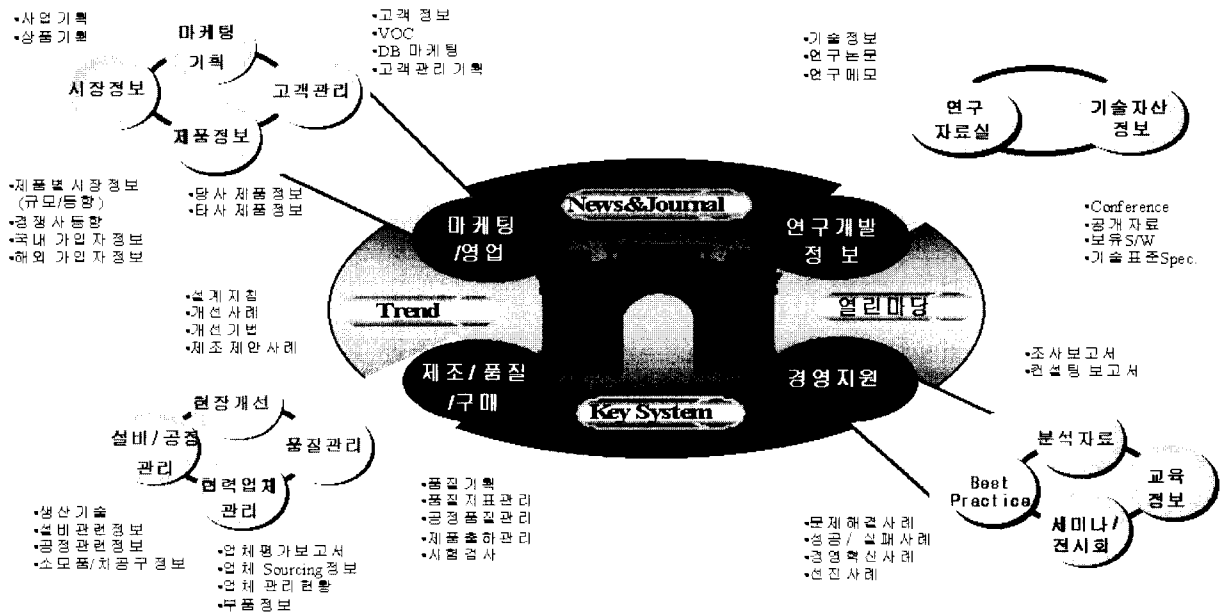 •사업기획
•상품기획
마케팅
기획
시장정보
고객관리
제품정보
•고객 정보
•VOC
•DB 마케팅
•고객관리 기획
•기술정보
•연구논문
•연구메모
연구
자료실
기술자산
정보
•제품별 시장정보
(규모/동향)
•경쟁사동향
•국내 가입자정보
•해외 가입자정보
•당사 제품정보
•타사 제품정보
•Conference
•공개자료
•보유S/W
•기술표준Spec.
News&Journal
마케팅
/영업
연구개발
정보
Trend
열린마당
제조/품질
/구매
경영지원
Key System
•설계지침
•개선사례
•개선기법
•제조제안사례
•조사보고서
•컨설팅보고서
현장개선
설비/공정
관리
품질관리
협력업체
관리
분석자료
Best
Practice
교육
정보
세미나/
전시회
•생산기술
•설비관련정보
•공정관련정보
•소모품/치공구정보
•업체평가보고서
•업체 Sourcing정보
•업체 관리현황
•부품정보
•품질기획
•품질지표관리
•공정품질관리
•제품출하관리
•시험검사
•문제해결사례
•성공/ 실패사례
•경영혁신사례
•선진사례